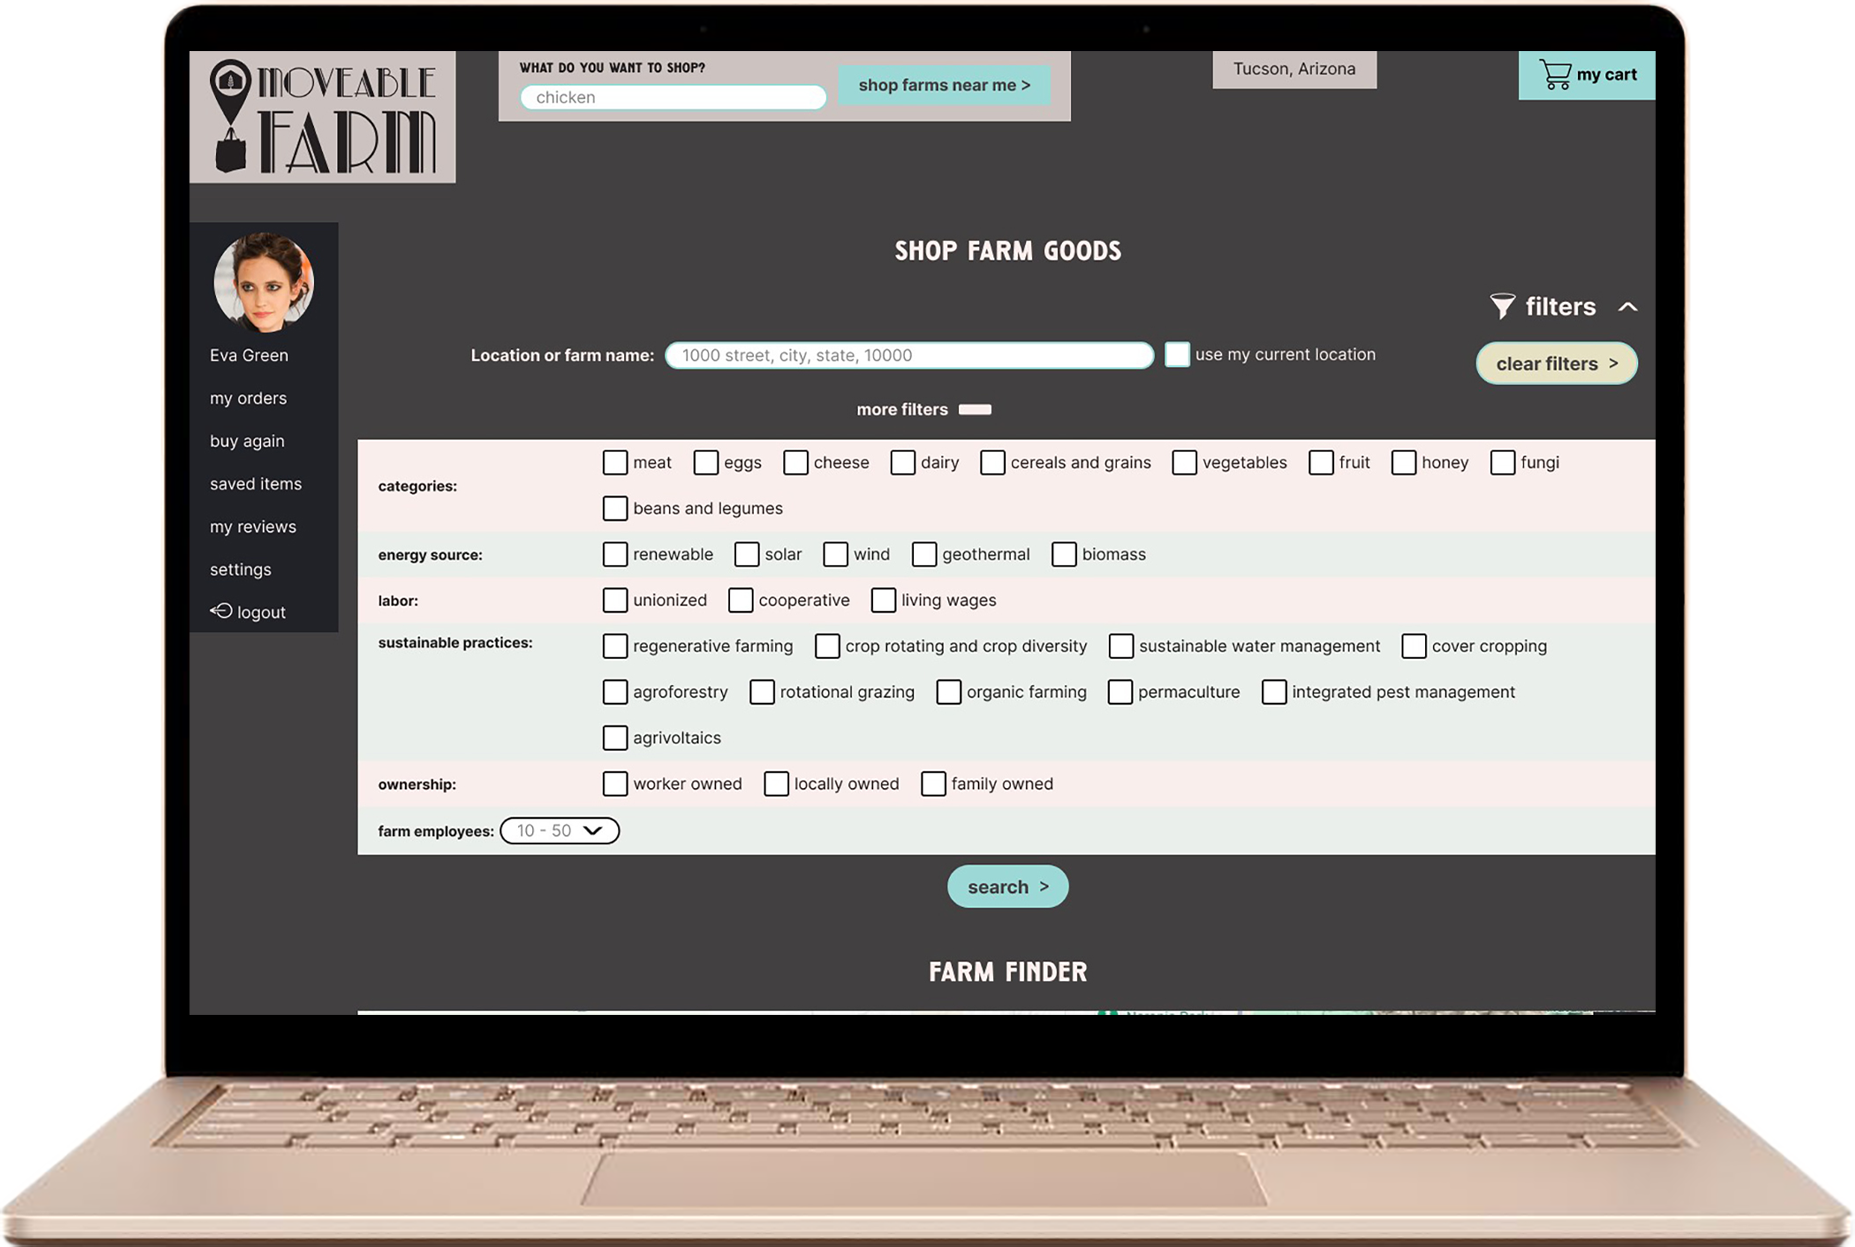 MOVEABLE
FARM
WHAT DO YOU WANT TO SHOP?
chicken
shop farms near me >
Tucson, Arizona
my cart
Eva Green
my orders
buy again
saved items
my reviews
settings
logout
SHOP FARM GOODS
filters
Location or farm name: 1000 street, city, state, 10000 use my current location
clear filters >
more filters
categories:
meat eggs cheese dairy cereals and grains vegetables fruit honey fungi
beans and legumes
energy source: renewable solar wind geothermal biomass
labor: unionized cooperative living wages
sustainable practices: regenerative farming crop rotating and crop diversity sustainable water management cover cropping
agroforestry rotational grazing organic farming permaculture integrated pest management
agrivoltaics
ownership: worker owned locally owned family owned
farm employees: 10 - 50
search >
FARM FINDER